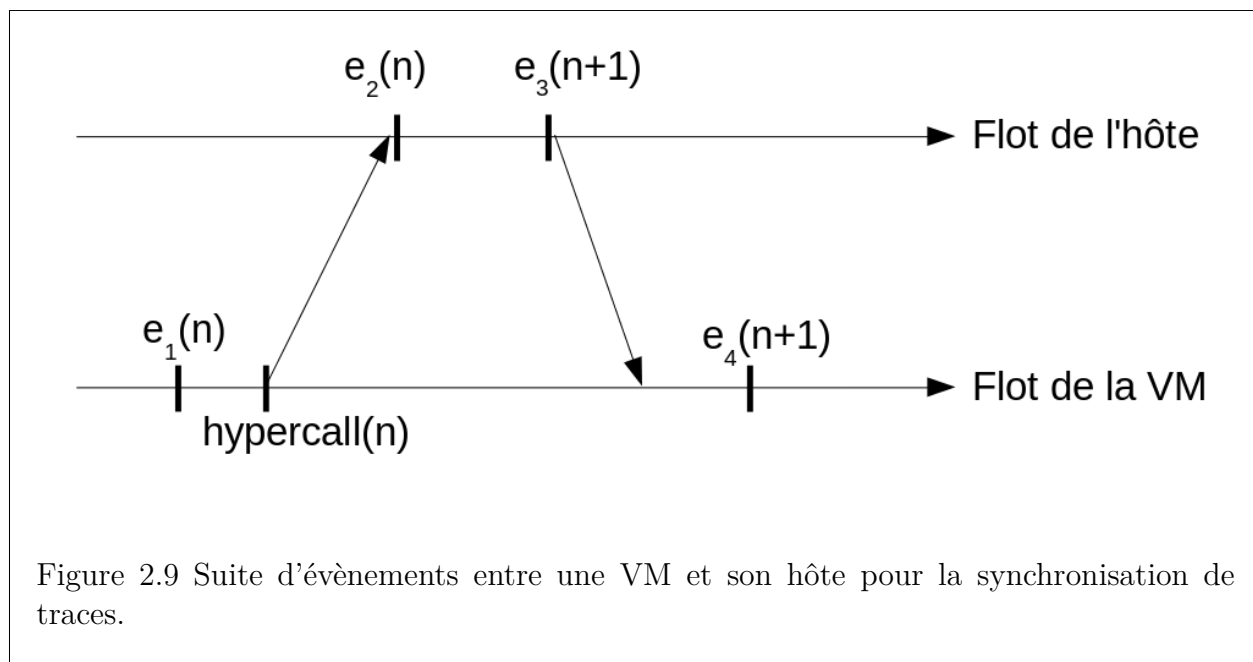 e₂(n) e₃(n+1)
Flot de l'hôte
e₁(n) e₄(n+1)
Flot de la VM
hypercall(n)
Figure 2.9 Suite d'évènements entre une VM et son hôte pour la synchronisation de
traces.